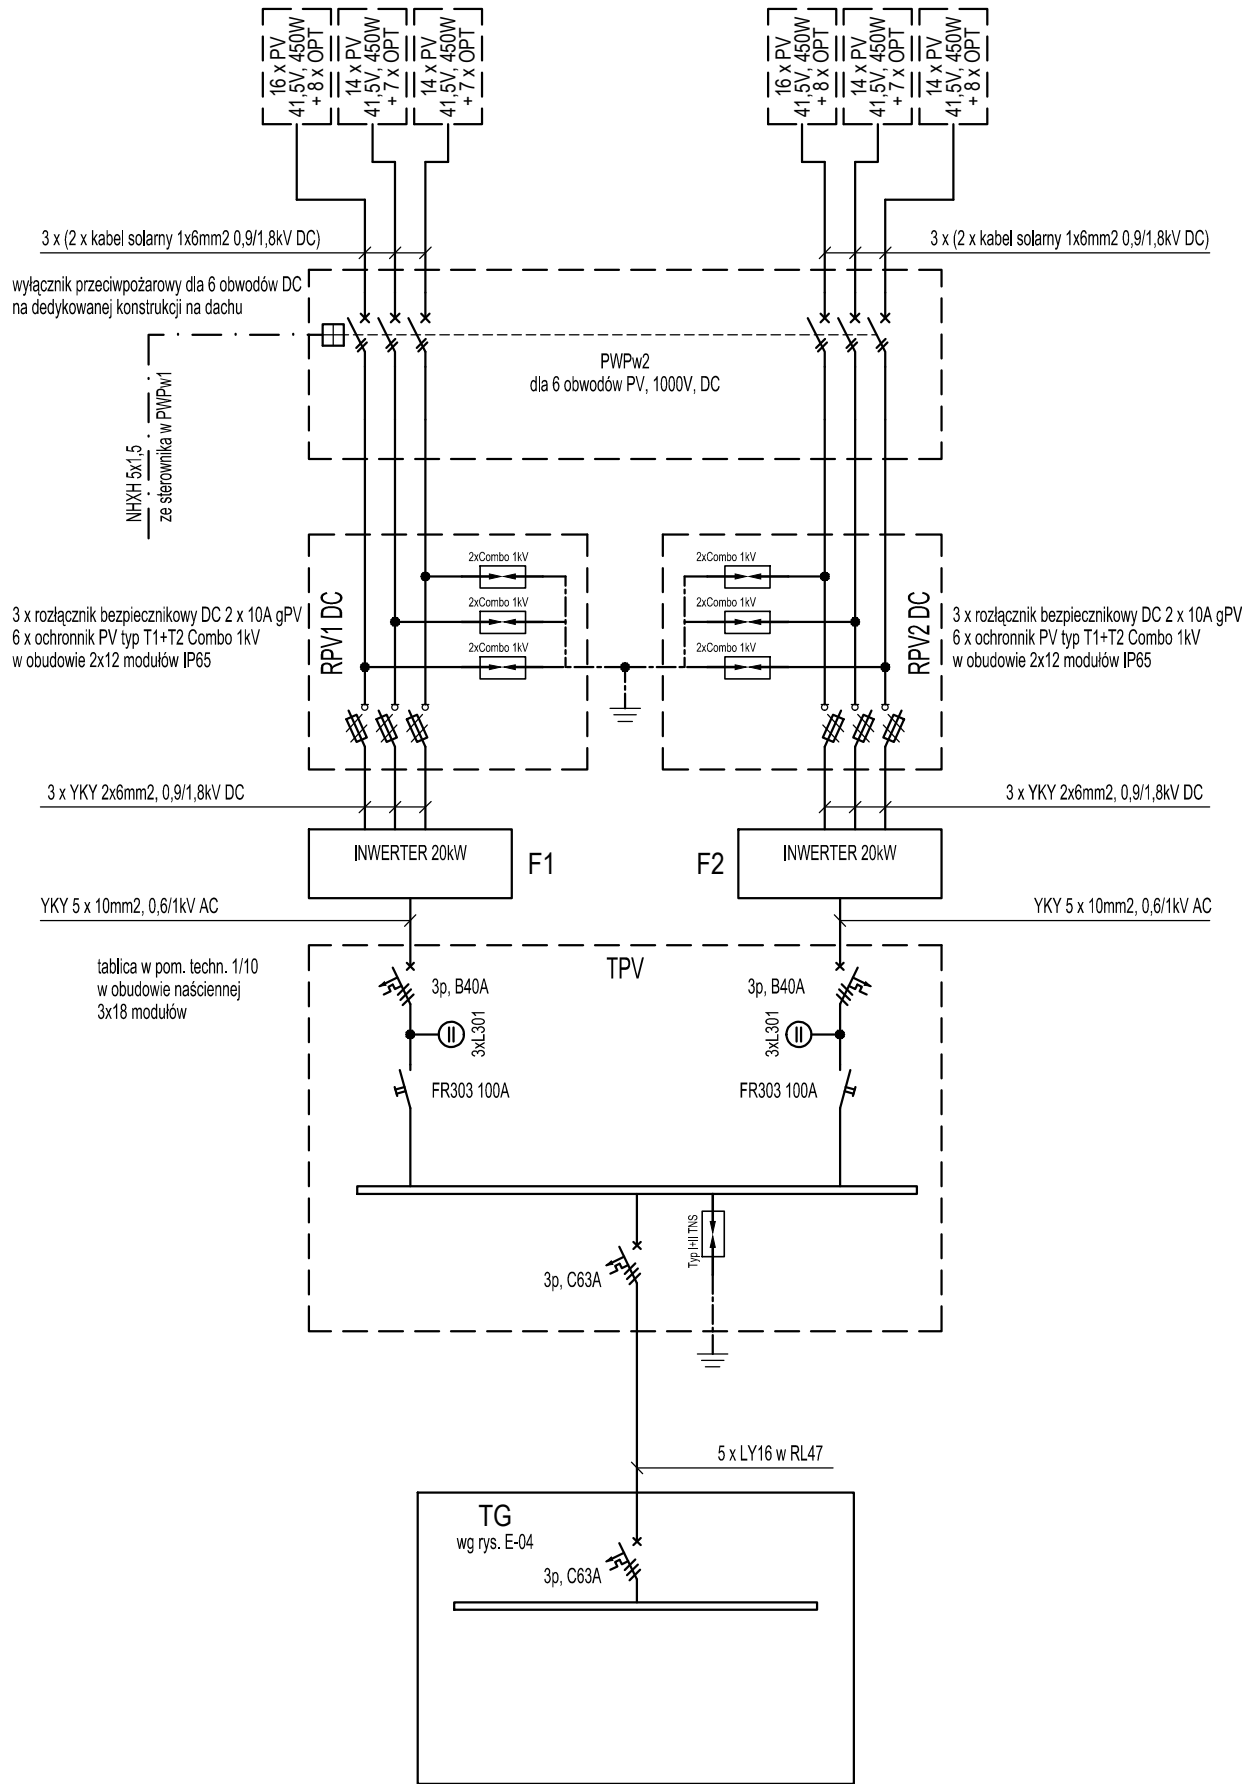 16 x PV
41,5V, 450W
+ 8 x OPT
14 x PV
41,5V, 450W
+ 7 x OPT
14 x PV
41,5V, 450W
+ 7 x OPT
16 x PV
41,5V, 450W
+ 8 x OPT
14 x PV
41,5V, 450W
+ 7 x OPT
14 x PV
41,5V, 450W
+ 8 x OPT
3 x (2 x kabel solarny 1x6mm2 0,9/1,8kV DC)
3 x (2 x kabel solarny 1x6mm2 0,9/1,8kV DC)
wyłącznik przeciwpożarowy dla 6 obwodów DC
na dedykowanej konstrukcji na dachu
PWPw2
dla 6 obwodów PV, 1000V, DC
NHXH 5x1,5
ze sterownika w PWPw1
2xCombo 1kV
2xCombo 1kV
2xCombo 1kV
2xCombo 1kV
2xCombo 1kV
2xCombo 1kV
RPV1 DC
RPV2 DC
3 x rozłącznik bezpiecznikowy DC 2 x 10A gPV
6 x ochronnik PV typ T1+T2 Combo 1kV
w obudowie 2x12 modułów IP65
3 x rozłącznik bezpiecznikowy DC 2 x 10A gPV
6 x ochronnik PV typ T1+T2 Combo 1kV
w obudowie 2x12 modułów IP65
3 x YKY 2x6mm2, 0,9/1,8kV DC
3 x YKY 2x6mm2, 0,9/1,8kV DC
INWERTER 20kW
F1
F2
INWERTER 20kW
YKY 5 x 10mm2, 0,6/1kV AC
YKY 5 x 10mm2, 0,6/1kV AC
tablica w pom. techn. 1/10
w obudowie naściennej
3x18 modułów
TPV
3p, B40A
3p, B40A
3xL301
3xL301
FR303 100A
FR303 100A
Typ I+II TNS
3p, C63A
5 x LY16 w RL47
TG
wg rys. E-04
3p, C63A